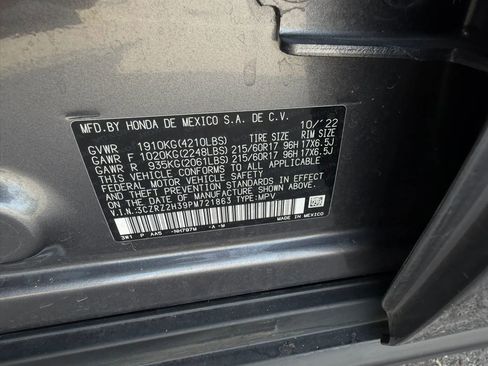 MFD.BY HONDA DE MEXICO S.A. DE C.V. 10/'22
TIRE SIZE RIM SIZE
GVWR 1910KG(4210LBS)
GAWR F 1020KG(2248LBS) 215/60R17 96H 17X6.5J
GAWR R 935KG(2061LBS) 215/60R17 96H 17X6.5J
THIS VEHICLE CONFORMS TO ALL APPLICABLE
FEDERAL MOTOR VEHICLE SAFETY STANDARDS IN
EFFECT ON THE DATE OF MANUFACTURE SHOWN ABOVE.
V.I.N.:3CZRZ2H39PM721863 TYPE:MPV
MADE IN MEXICO
3W1 P AA5 -NH797M -A -M